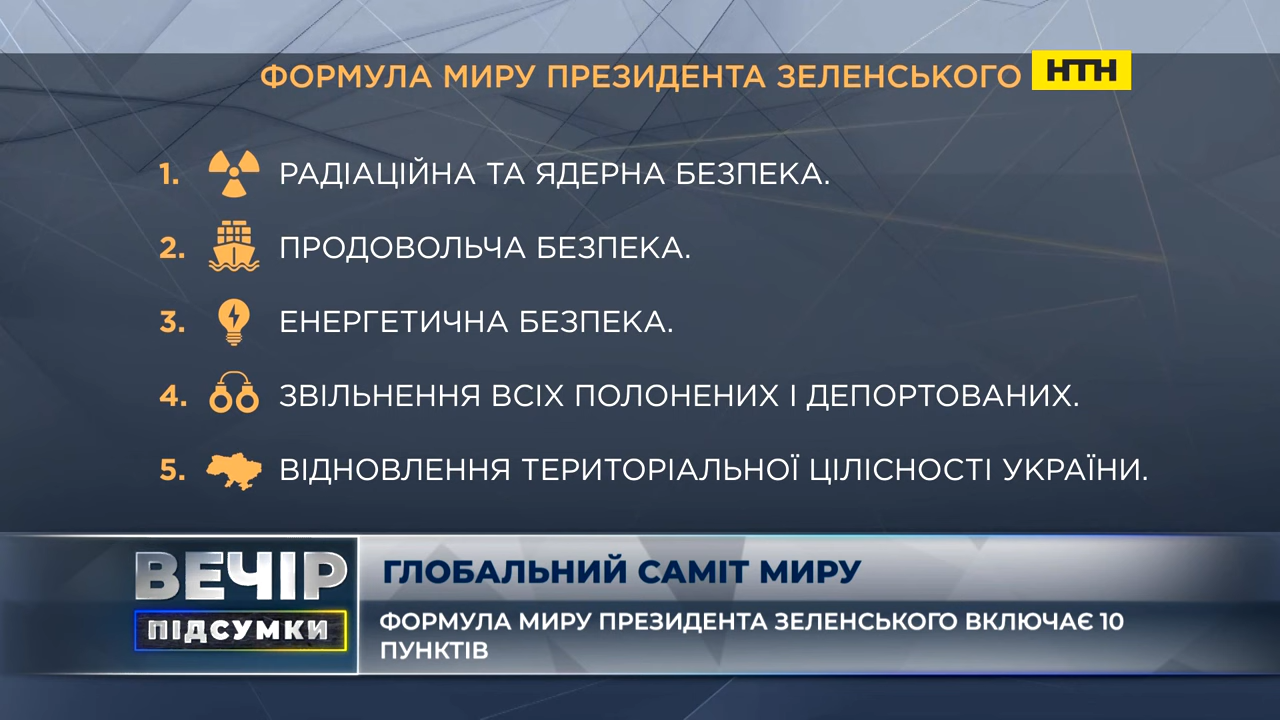 ФОРМУЛА МИРУ ПРЕЗИДЕНТА ЗЕЛЕНСЬКОГО
НТН
1. РАДІАЦІЙНА ТА ЯДЕРНА БЕЗПЕКА.
2. ПРОДОВОЛЬЧА БЕЗПЕКА.
3. ЕНЕРГЕТИЧНА БЕЗПЕКА.
4. ЗВІЛЬНЕННЯ ВСІХ ПОЛОНЕНИХ І ДЕПОРТОВАНИХ.
5. ВІДНОВЛЕННЯ ТЕРИТОРІАЛЬНОЇ ЦІЛІСНОСТІ УКРАЇНИ.
ВЕЧІР
ПІДСУМКИ
ГЛОБАЛЬНИЙ САМІТ МИРУ
ФОРМУЛА МИРУ ПРЕЗИДЕНТА ЗЕЛЕНСЬКОГО ВКЛЮЧАЄ 10
ПУНКТІВ